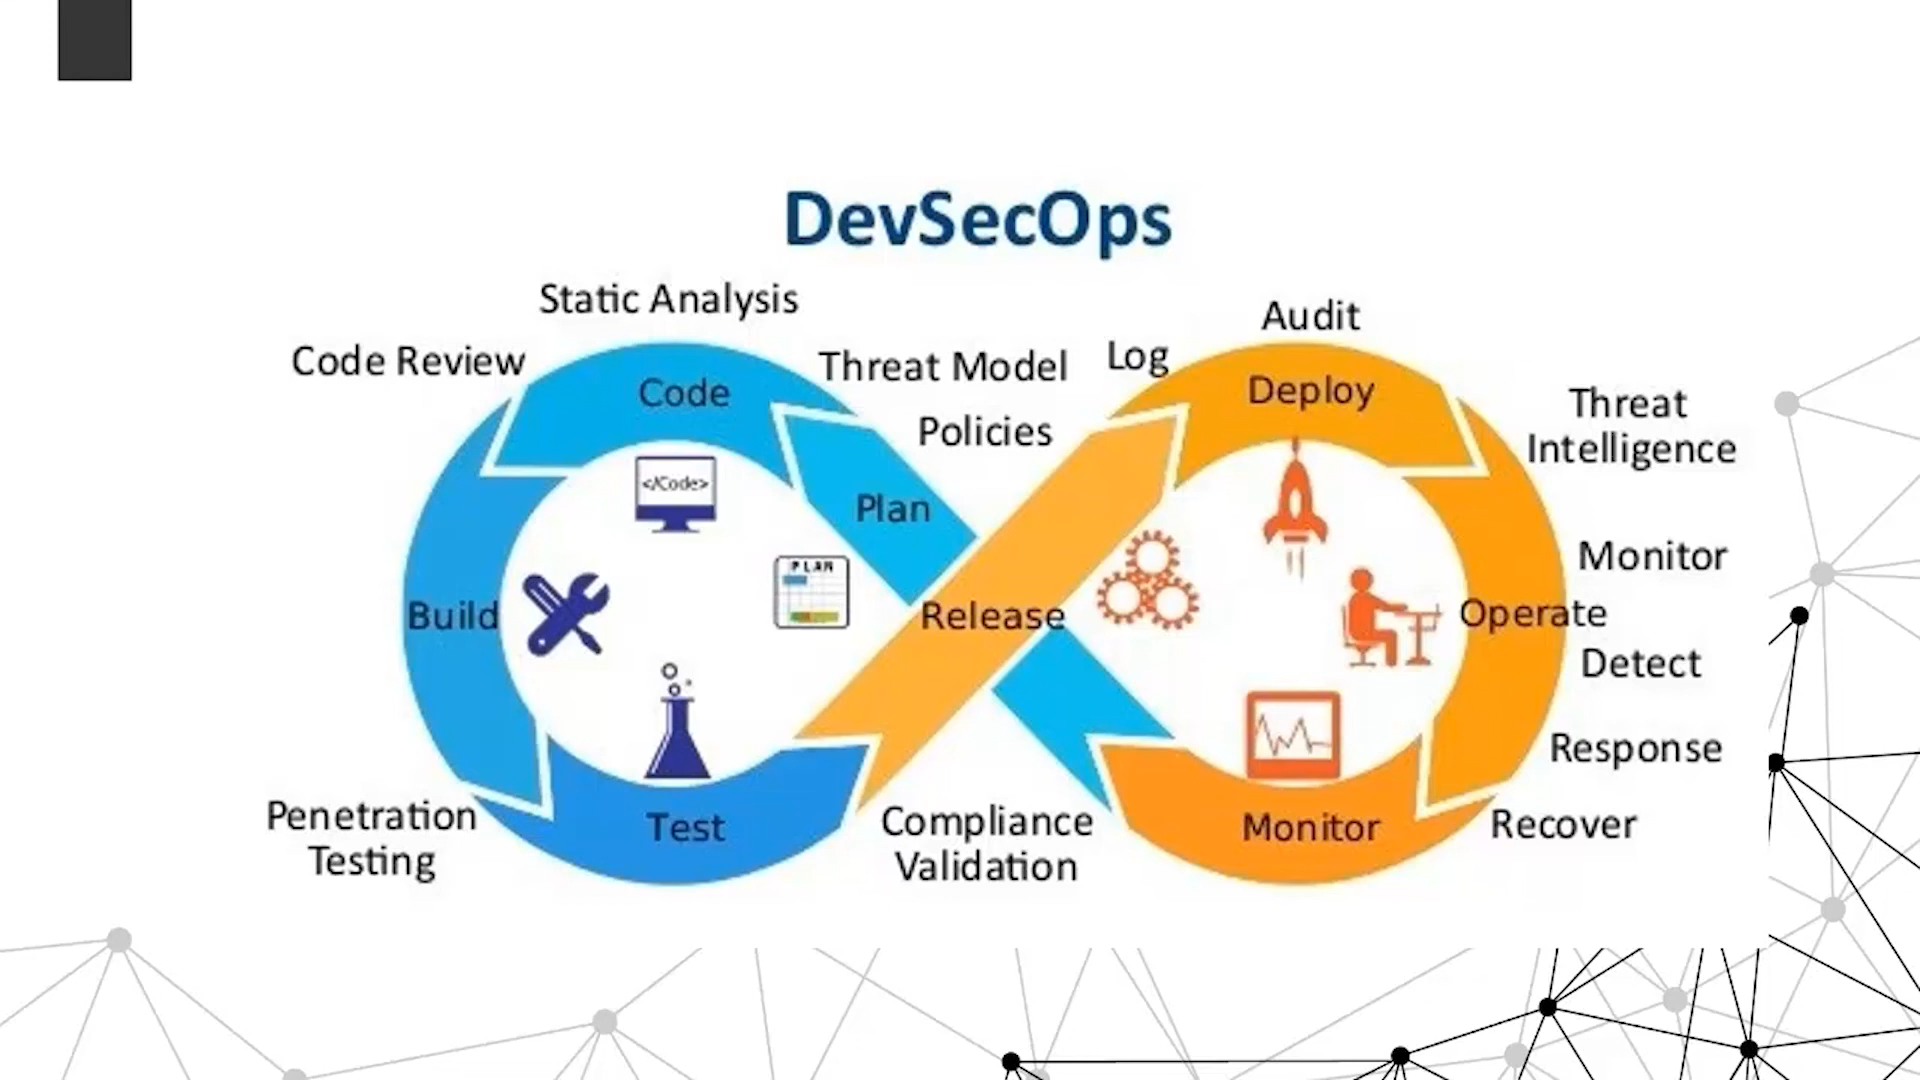 DevSecOps
Static Analysis
Code Review
Code
Threat Model
Policies
Log
Audit
Deploy
Threat
Intelligence
</Code>
Plan
PLAN
Build
Release
Monitor
Operate
Detect
Response
Recover
Penetration
Testing
Test
Compliance
Validation
Monitor